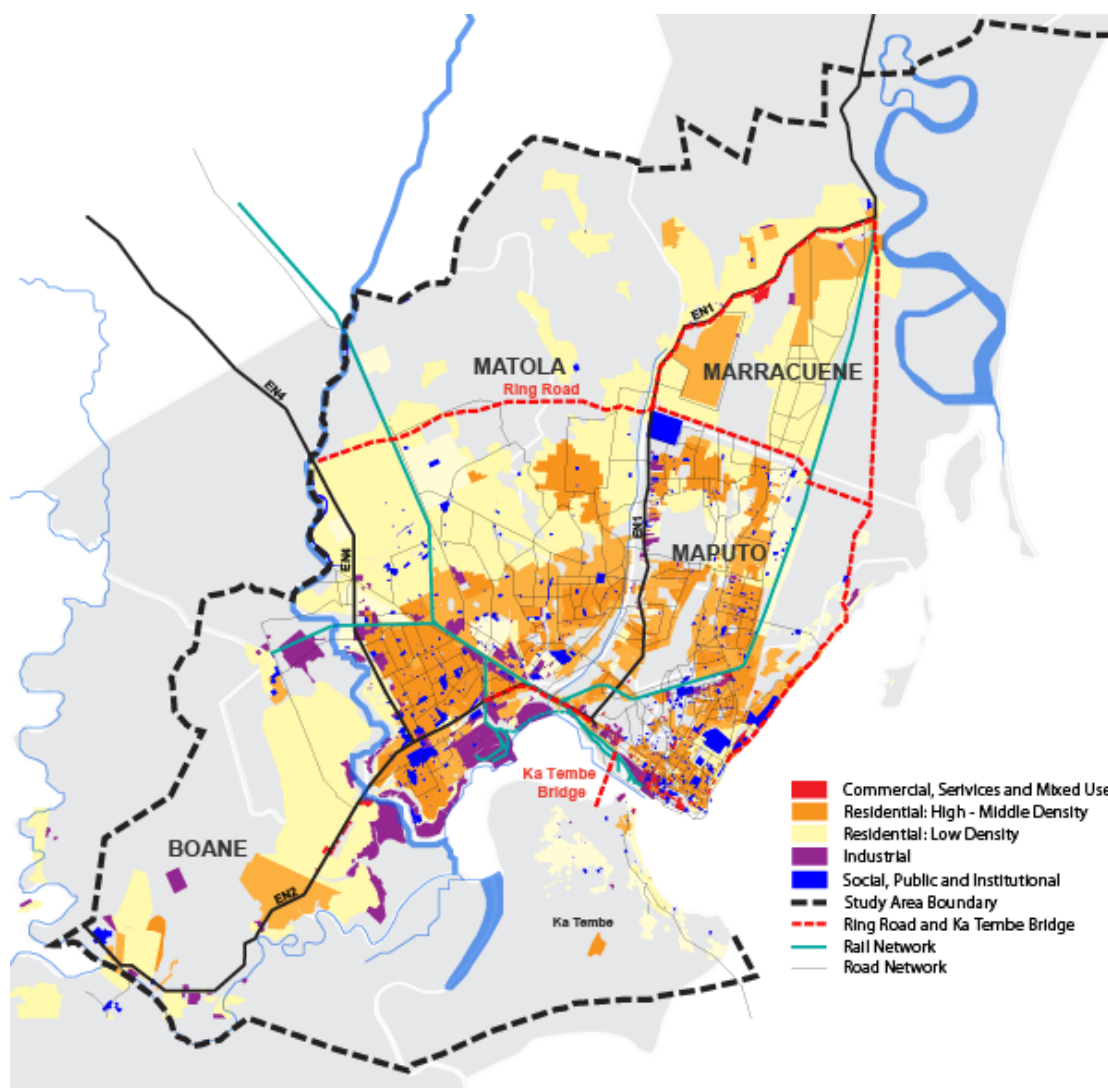 EN1
MATOLA
Ring Road
MARRACUENE
EN4
EN1
MAPUTO
EN4
Ka Tembe
Bridge
BOANE
EN2
Ka Tembe
Commercial, Serivices and Mixed Use
Residential: High - Middle Density
Residential: Low Density
Industrial
Social, Public and Institutional
Study Area Boundary
Ring Road and Ka Tembe Bridge
Rail Network
Road Network